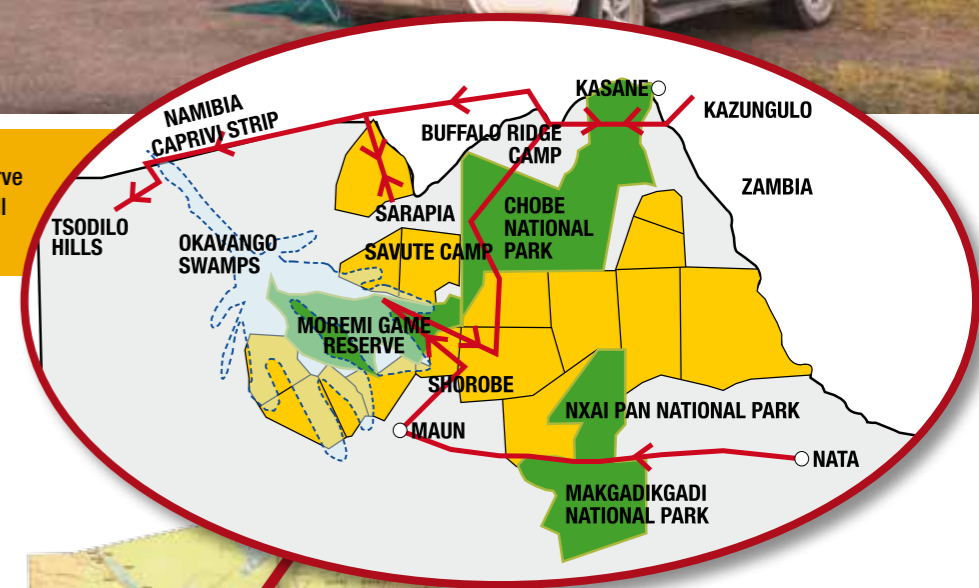 rve
l
KASANE
KAZUNGULO
NAMIBIA
CAPRIVI STRIP
BUFFALO RIDGE
CAMP
ZAMBIA
SARAPIA
CHOBE
NATIONAL
PARK
TSODILO
HILLS
OKAVANGO
SWAMPS
SAVUTE CAMP
MOREMI GAME
RESERVE
SHOROBE
NXAI PAN NATIONAL PARK
MAUN
NATA
MAKGADIKGADI
NATIONAL PARK